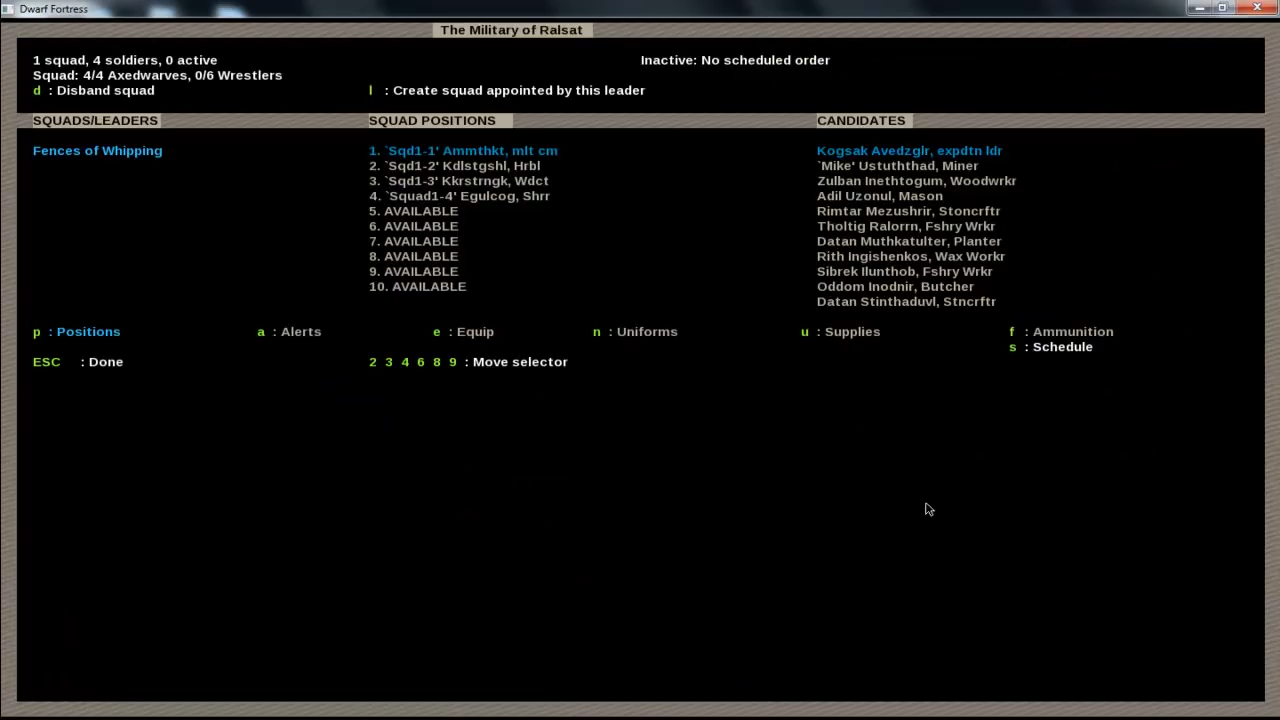 Dwarf Fortress
The Military of Ralsat
1 squad, 4 soldiers, 0 active Inactive: No scheduled order
Squad: 4/4 Axedwarves, 0/6 Wrestlers
d : Disband squad l : Create squad appointed by this leader
SQUADS/LEADERS SQUAD POSITIONS CANDIDATES
Fences of Whipping 1. `Sqd1-1' Ammthkt, mlt cm Kogsak Avedzglr, expdtn ldr
2. `Sqd1-2' Kdlstgshl, Hrbl `Mike' Ustuththad, Miner
3. `Sqd1-3' Kkrstrngk, Wdct Zulban Inethtogum, Woodwrkr
4. `Squad1-4' Egulcog, Shrr Adil Uzonul, Mason
5. AVAILABLE Rimtar Mezushrir, Stoncrftr
6. AVAILABLE Tholtig Ralorrn, Fshry Wrkr
7. AVAILABLE Datan Muthkatulter, Planter
8. AVAILABLE Rith Ingishenkos, Wax Workr
9. AVAILABLE Sibrek Ilunthob, Fshry Wrkr
10. AVAILABLE Oddom Inodnir, Butcher
Datan Stinthaduvl, Stncrftr
p : Positions a : Alerts e : Equip n : Uniforms u : Supplies f : Ammunition
s : Schedule
ESC : Done 2 3 4 6 8 9 : Move selector